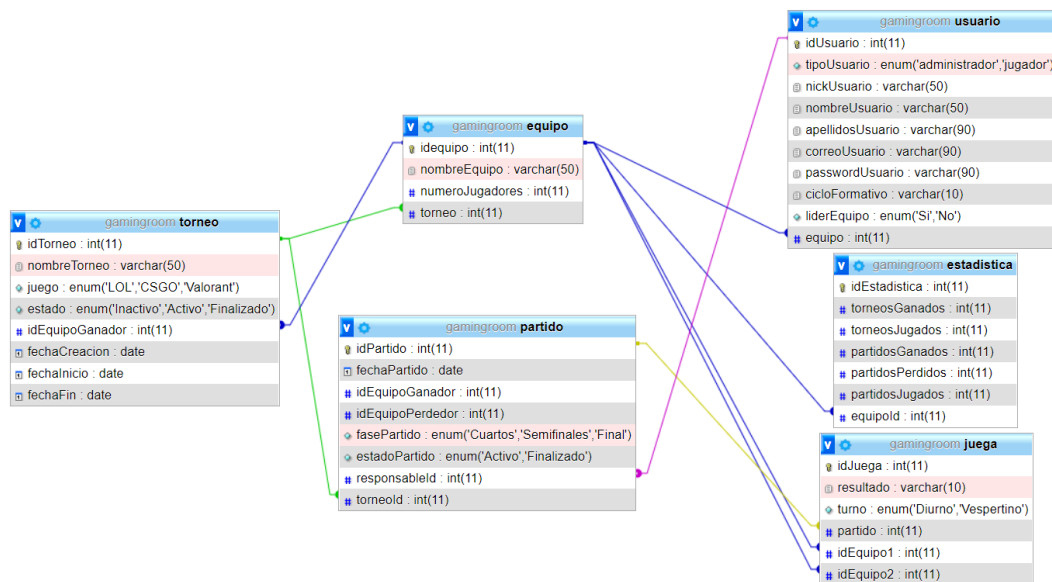 gamingroom usuario
idUsuario : int(11)
tipoUsuario : enum('administrador','jugador')
nickUsuario : varchar(50)
nombreUsuario : varchar(50)
apellidosUsuario : varchar(90)
correoUsuario : varchar(90)
passwordUsuario : varchar(90)
cicloFormativo : varchar(10)
liderEquipo : enum('Si','No')
equipo : int(11)
gamingroom equipo
idequipo : int(11)
nombreEquipo : varchar(50)
numeroJugadores : int(11)
torneo : int(11)
gamingroom torneo
idTorneo : int(11)
nombreTorneo : varchar(50)
juego : enum('LOL','CSGO','Valorant')
estado : enum('Inactivo','Activo','Finalizado')
idEquipoGanador : int(11)
fechaCreacion : date
fechaInicio : date
fechaFin : date
gamingroom partido
idPartido : int(11)
fechaPartido : date
idEquipoGanador : int(11)
idEquipoPerdedor : int(11)
fasePartido : enum('Cuartos','Semifinales','Final')
estadoPartido : enum('Activo','Finalizado')
responsableId : int(11)
torneoId : int(11)
gamingroom estadistica
idEstadistica : int(11)
torneosGanados : int(11)
torneosJugados : int(11)
partidosGanados : int(11)
partidosPerdidos : int(11)
partidosJugados : int(11)
equipoId : int(11)
gamingroom juega
idJuega : int(11)
resultado : varchar(10)
turno : enum('Diurno','Vespertino')
partido : int(11)
idEquipo1 : int(11)
idEquipo2 : int(11)